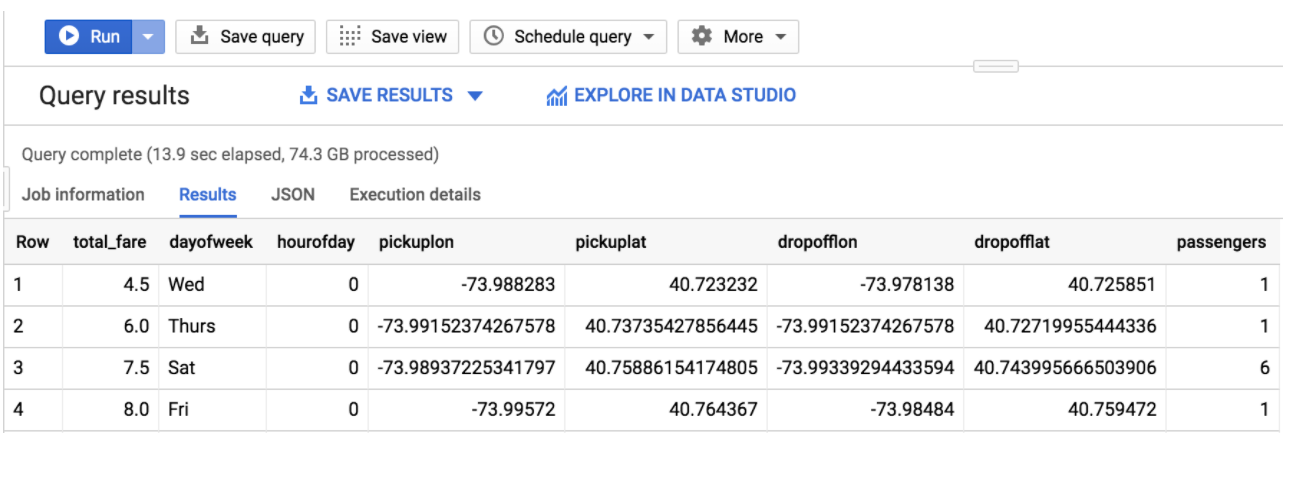 Run Save query Save view Schedule query More
Query results SAVE RESULTS EXPLORE IN DATA STUDIO
Query complete (13.9 sec elapsed, 74.3 GB processed)
Job information Results JSON Execution details
Row total_fare dayofweek hourofday pickuplon pickuplat dropofflon dropofflat passengers
1 4.5 Wed 0 -73.988283 40.723232 -73.978138 40.725851 1
2 6.0 Thurs 0 -73.99152374267578 40.73735427856445 -73.99152374267578 40.72719955444336 1
3 7.5 Sat 0 -73.98937225341797 40.75886154174805 -73.99339294433594 40.743995666503906 6
4 8.0 Fri 0 -73.99572 40.764367 -73.98484 40.759472 1